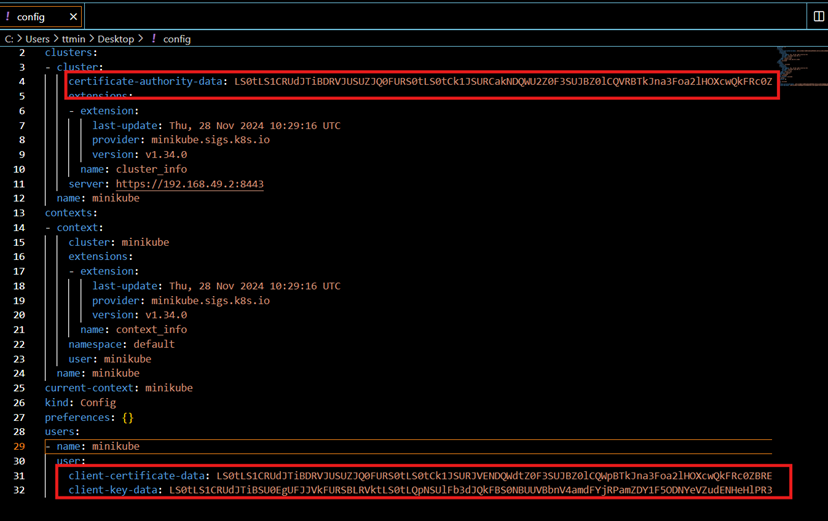 config
C: > Users > ttmin > Desktop > ! config
2 clusters:
3 - cluster:
4 certificate-authority-data: LS0tLS1CRUdJTiBDRVJUSUZJQ0FURS0tLS0tCk1JSURCakNDQWU2Z0F3SUJBZ0lCQVRBTkJna3Foa2lHOXcwQkFRc0Z
5 extensions:
6 - extension:
7 last-update: Thu, 28 Nov 2024 10:29:16 UTC
8 provider: minikube.sigs.k8s.io
9 version: v1.34.0
10 name: cluster_info
11 server: https://192.168.49.2:8443
12 name: minikube
13 contexts:
14 - context:
15 cluster: minikube
16 extensions:
17 - extension:
18 last-update: Thu, 28 Nov 2024 10:29:16 UTC
19 provider: minikube.sigs.k8s.io
20 version: v1.34.0
21 name: context_info
22 namespace: default
23 user: minikube
24 name: minikube
25 current-context: minikube
26 kind: Config
27 preferences: {}
28 users:
29 - name: minikube
30 user:
31 client-certificate-data:
32 client-key-data: